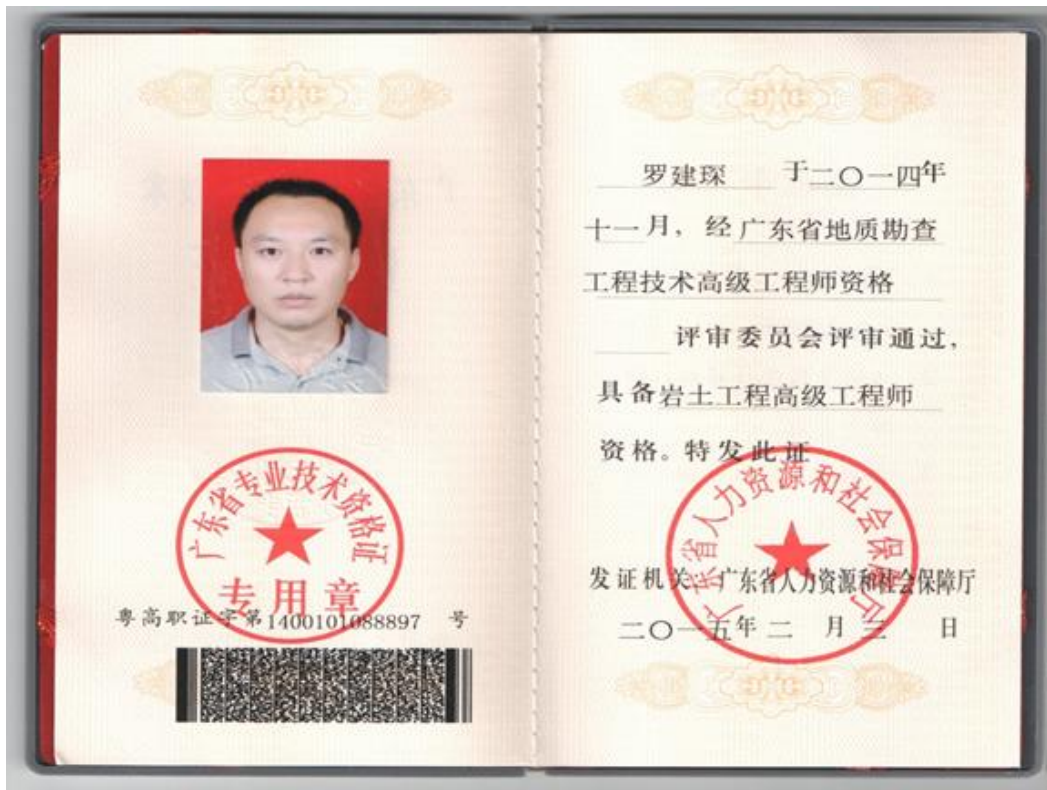 广东省专业技术资格证
专用章
粤高职证字第1400101088897 号
罗建琛 于二〇一四年
十一月，经广东省地质勘查
工程技术高级工程师资格
评审委员会评审通过，
具备岩土工程高级工程师
资格。特发此证
广东省人力资源和社会保障厅
发证机关 广东省人力资源和社会保障厅
二〇一五年二 月三 日